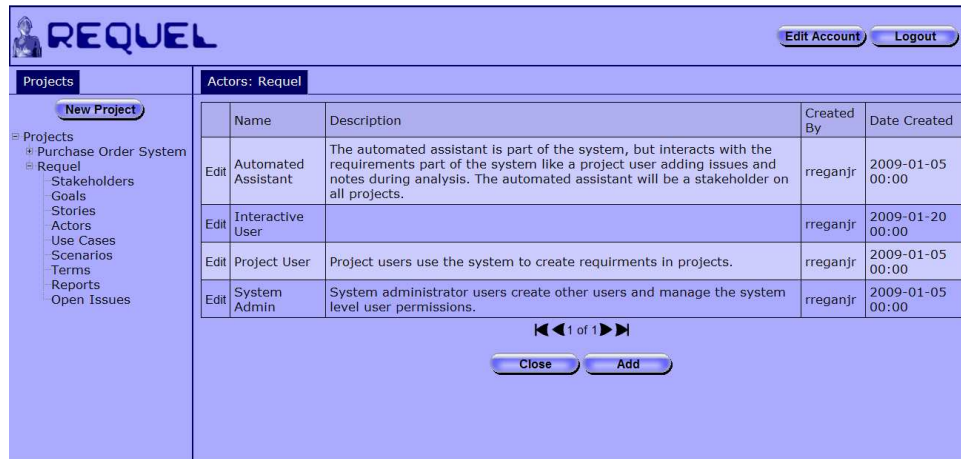 REQUEL
Edit Account Logout
Projects
New Project
Projects
Purchase Order System
Requel
Stakeholders
Goals
Stories
Actors
Use Cases
Scenarios
Terms
Reports
Open Issues
Actors: Requel
Name Description Created By Date Created
Edit Automated Assistant
The automated assistant is part of the system, but interacts with the
requirements part of the system like a project user adding issues and
notes during analysis. The automated assistant will be a stakeholder on
all projects.
rreganjr 2009-01-05 00:00
Edit Interactive User rreganjr 2009-01-20 00:00
Edit Project User Project users use the system to create requirments in projects. rreganjr 2009-01-05 00:00
Edit System Admin
System administrator users create other users and manage the system
level user permissions.
rreganjr 2009-01-05 00:00
1 of 1
Close Add